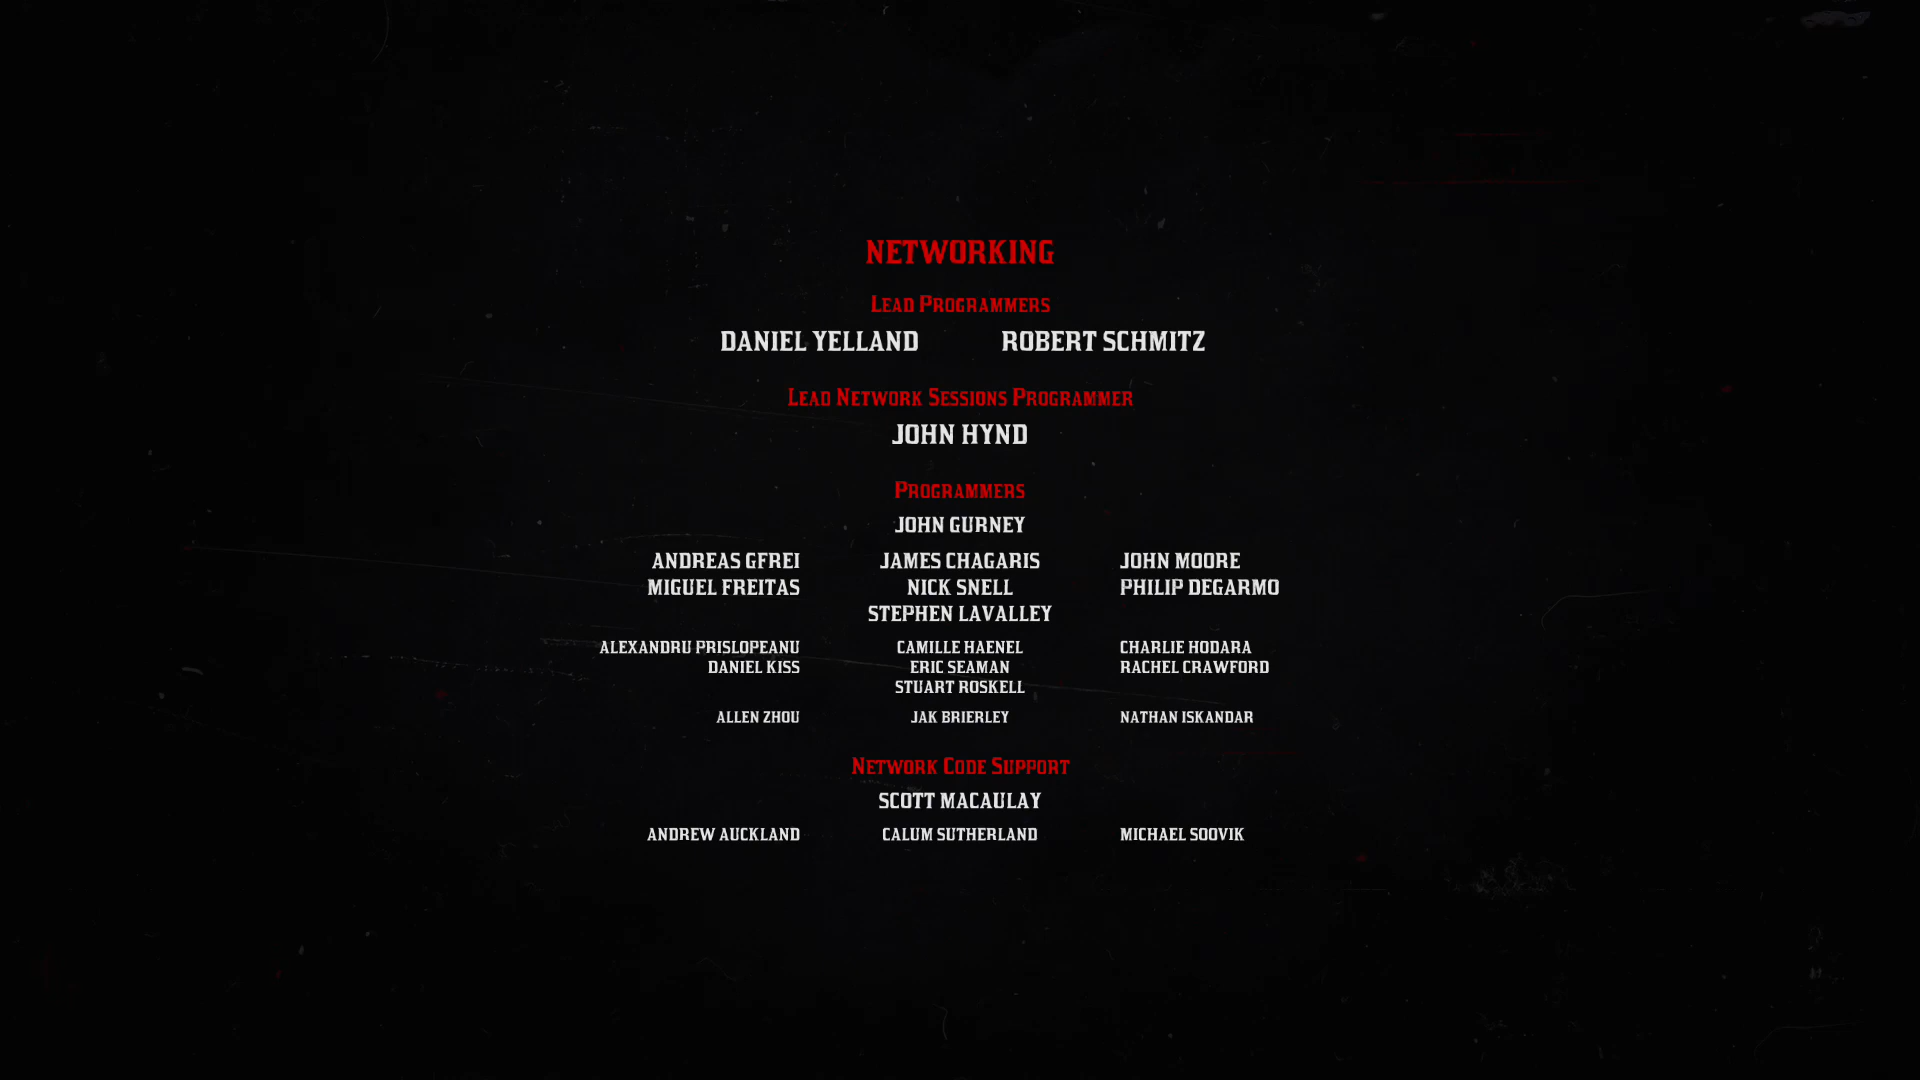 NETWORKING
LEAD PROGRAMMERS
DANIEL YELLAND ROBERT SCHMITZ
LEAD NETWORK SESSIONS PROGRAMMER
JOHN HYND
PROGRAMMERS
JOHN GURNEY
ANDREAS GFREI JAMES CHAGARIS JOHN MOORE
MIGUEL FREITAS NICK SNELL PHILIP DEGARMO
STEPHEN LAVALLEY
ALEXANDRU PRISLOPEANU CAMILLE HAENEL CHARLIE HODARA
DANIEL KISS ERIC SEAMAN RACHEL CRAWFORD
STUART ROSKELL
ALLEN ZHOU JAK BRIERLEY NATHAN ISKANDAR
NETWORK CODE SUPPORT
SCOTT MACAULAY
ANDREW AUCKLAND CALUM SUTHERLAND MICHAEL SOOVIK